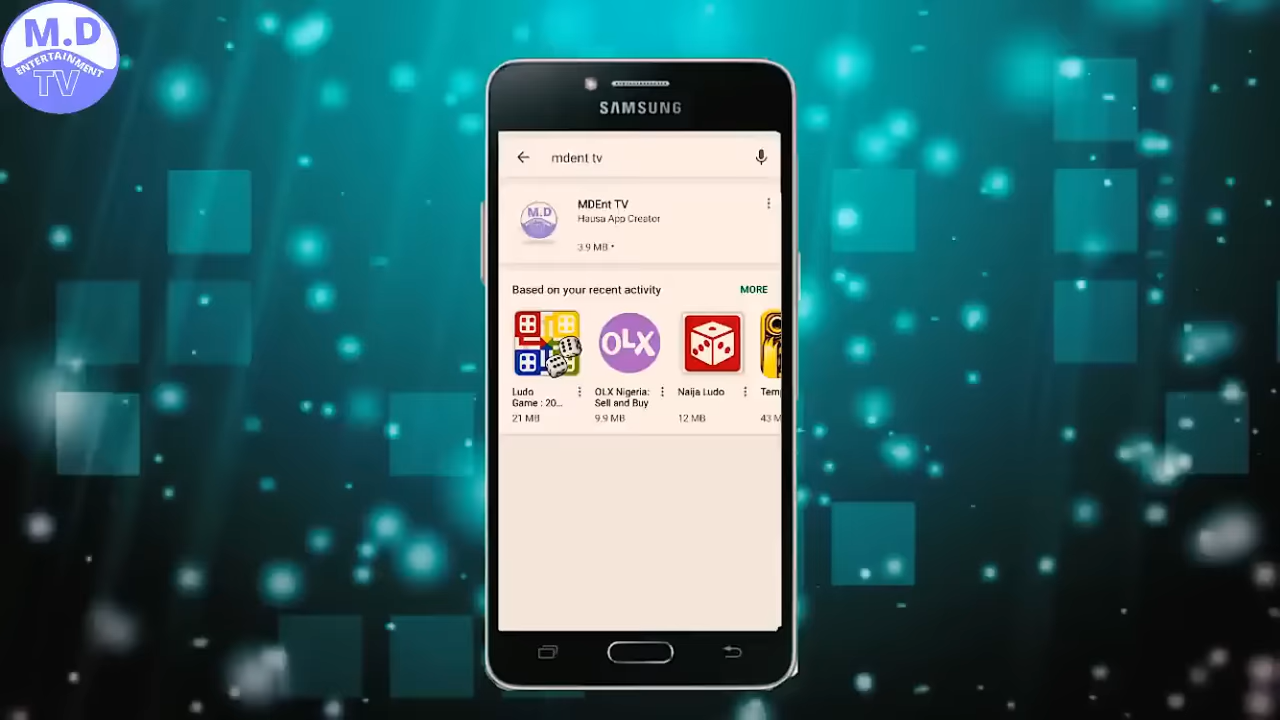 M.D
ENTERTAINMENT
TV
SAMSUNG
mdent tv
M.D
MDEnt TV
Hausa App Creator
3.9 MB •
Based on your recent activity
MORE
OLX
Ludo
Game : 20...
21 MB
OLX Nigeria:
Sell and Buy
9.9 MB
Naija Ludo
12 MB
Tem
43 M